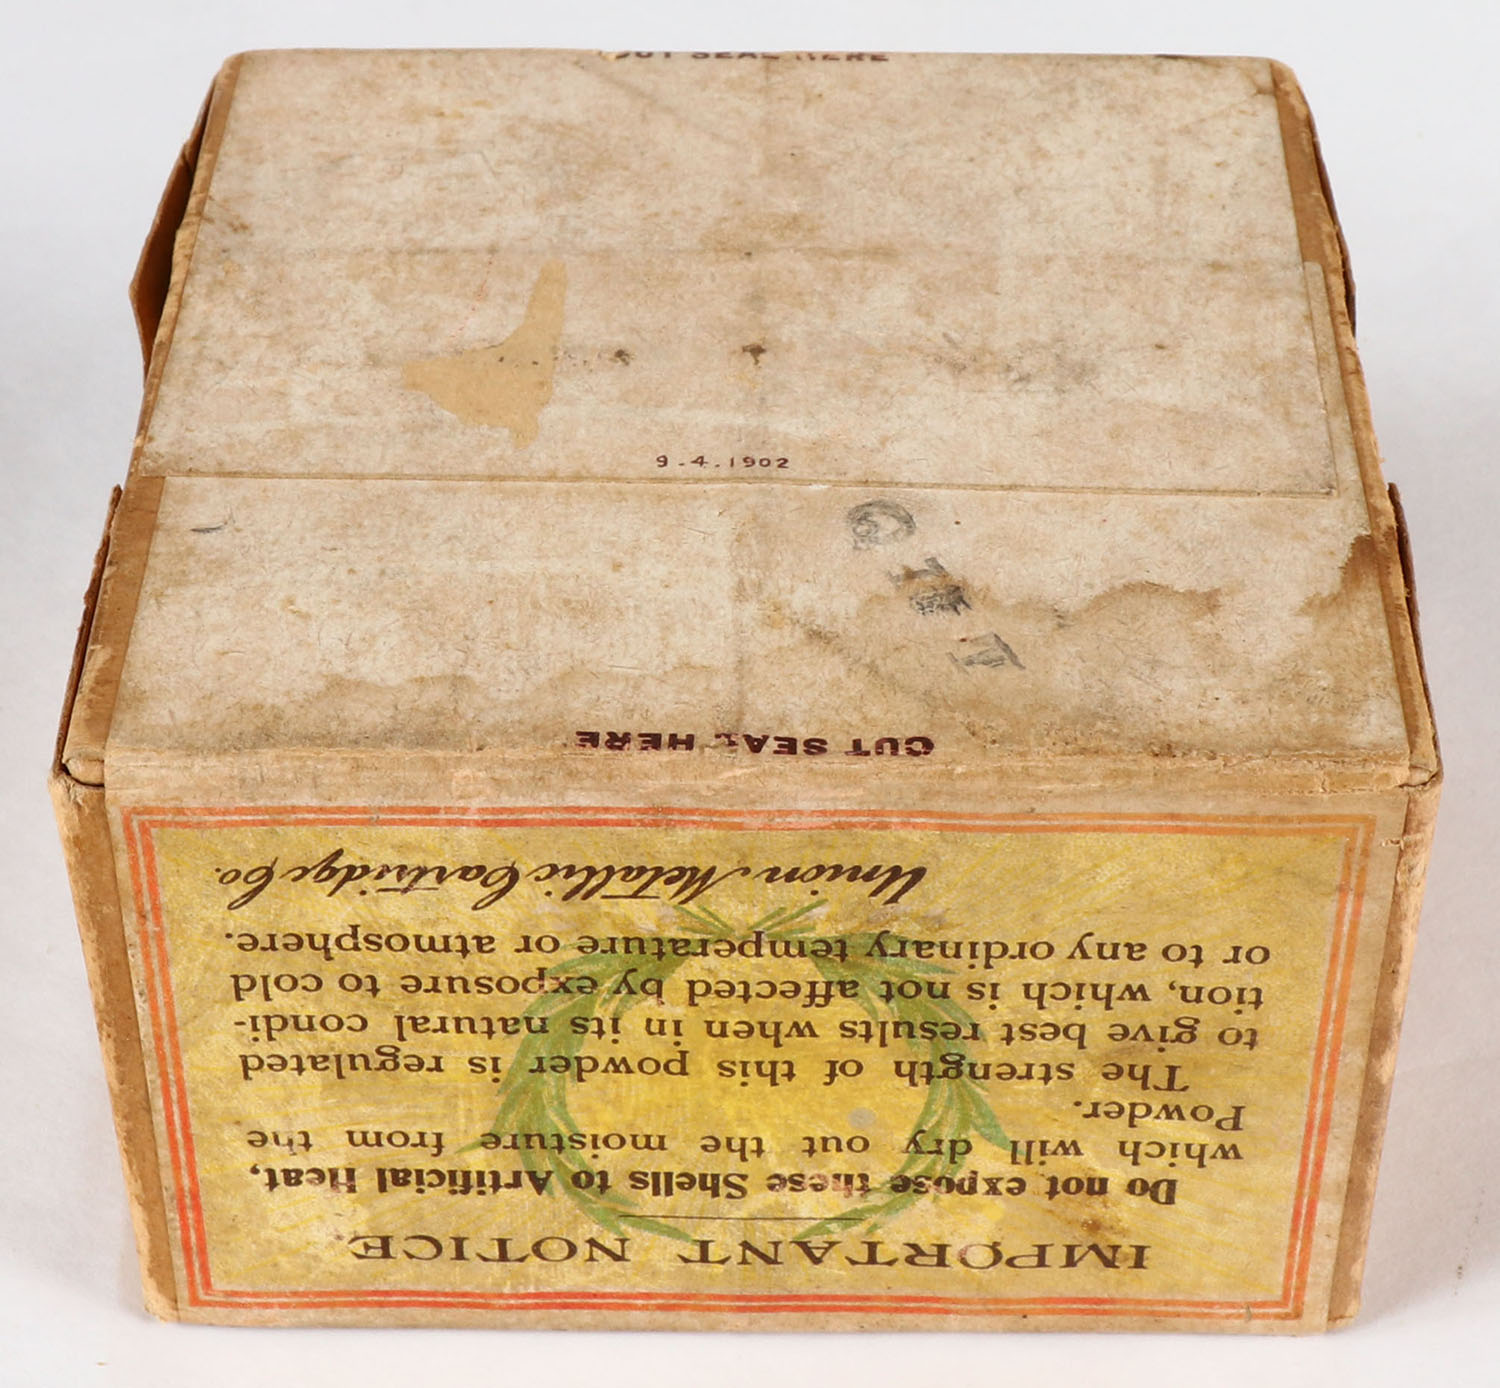 CUT SEAL HERE
9.4.1902
CUT SEAL HERE
IMPORTANT NOTICE.
Do not expose these Shells to Artificial Heat,
which will dry out the moisture from the
Powder.
The strength of this powder is regulated
to give best results when in its natural condi-
tion, which is not affected by exposure to cold
or to any ordinary temperature or atmosphere.
Union Metallic Cartridge Co.